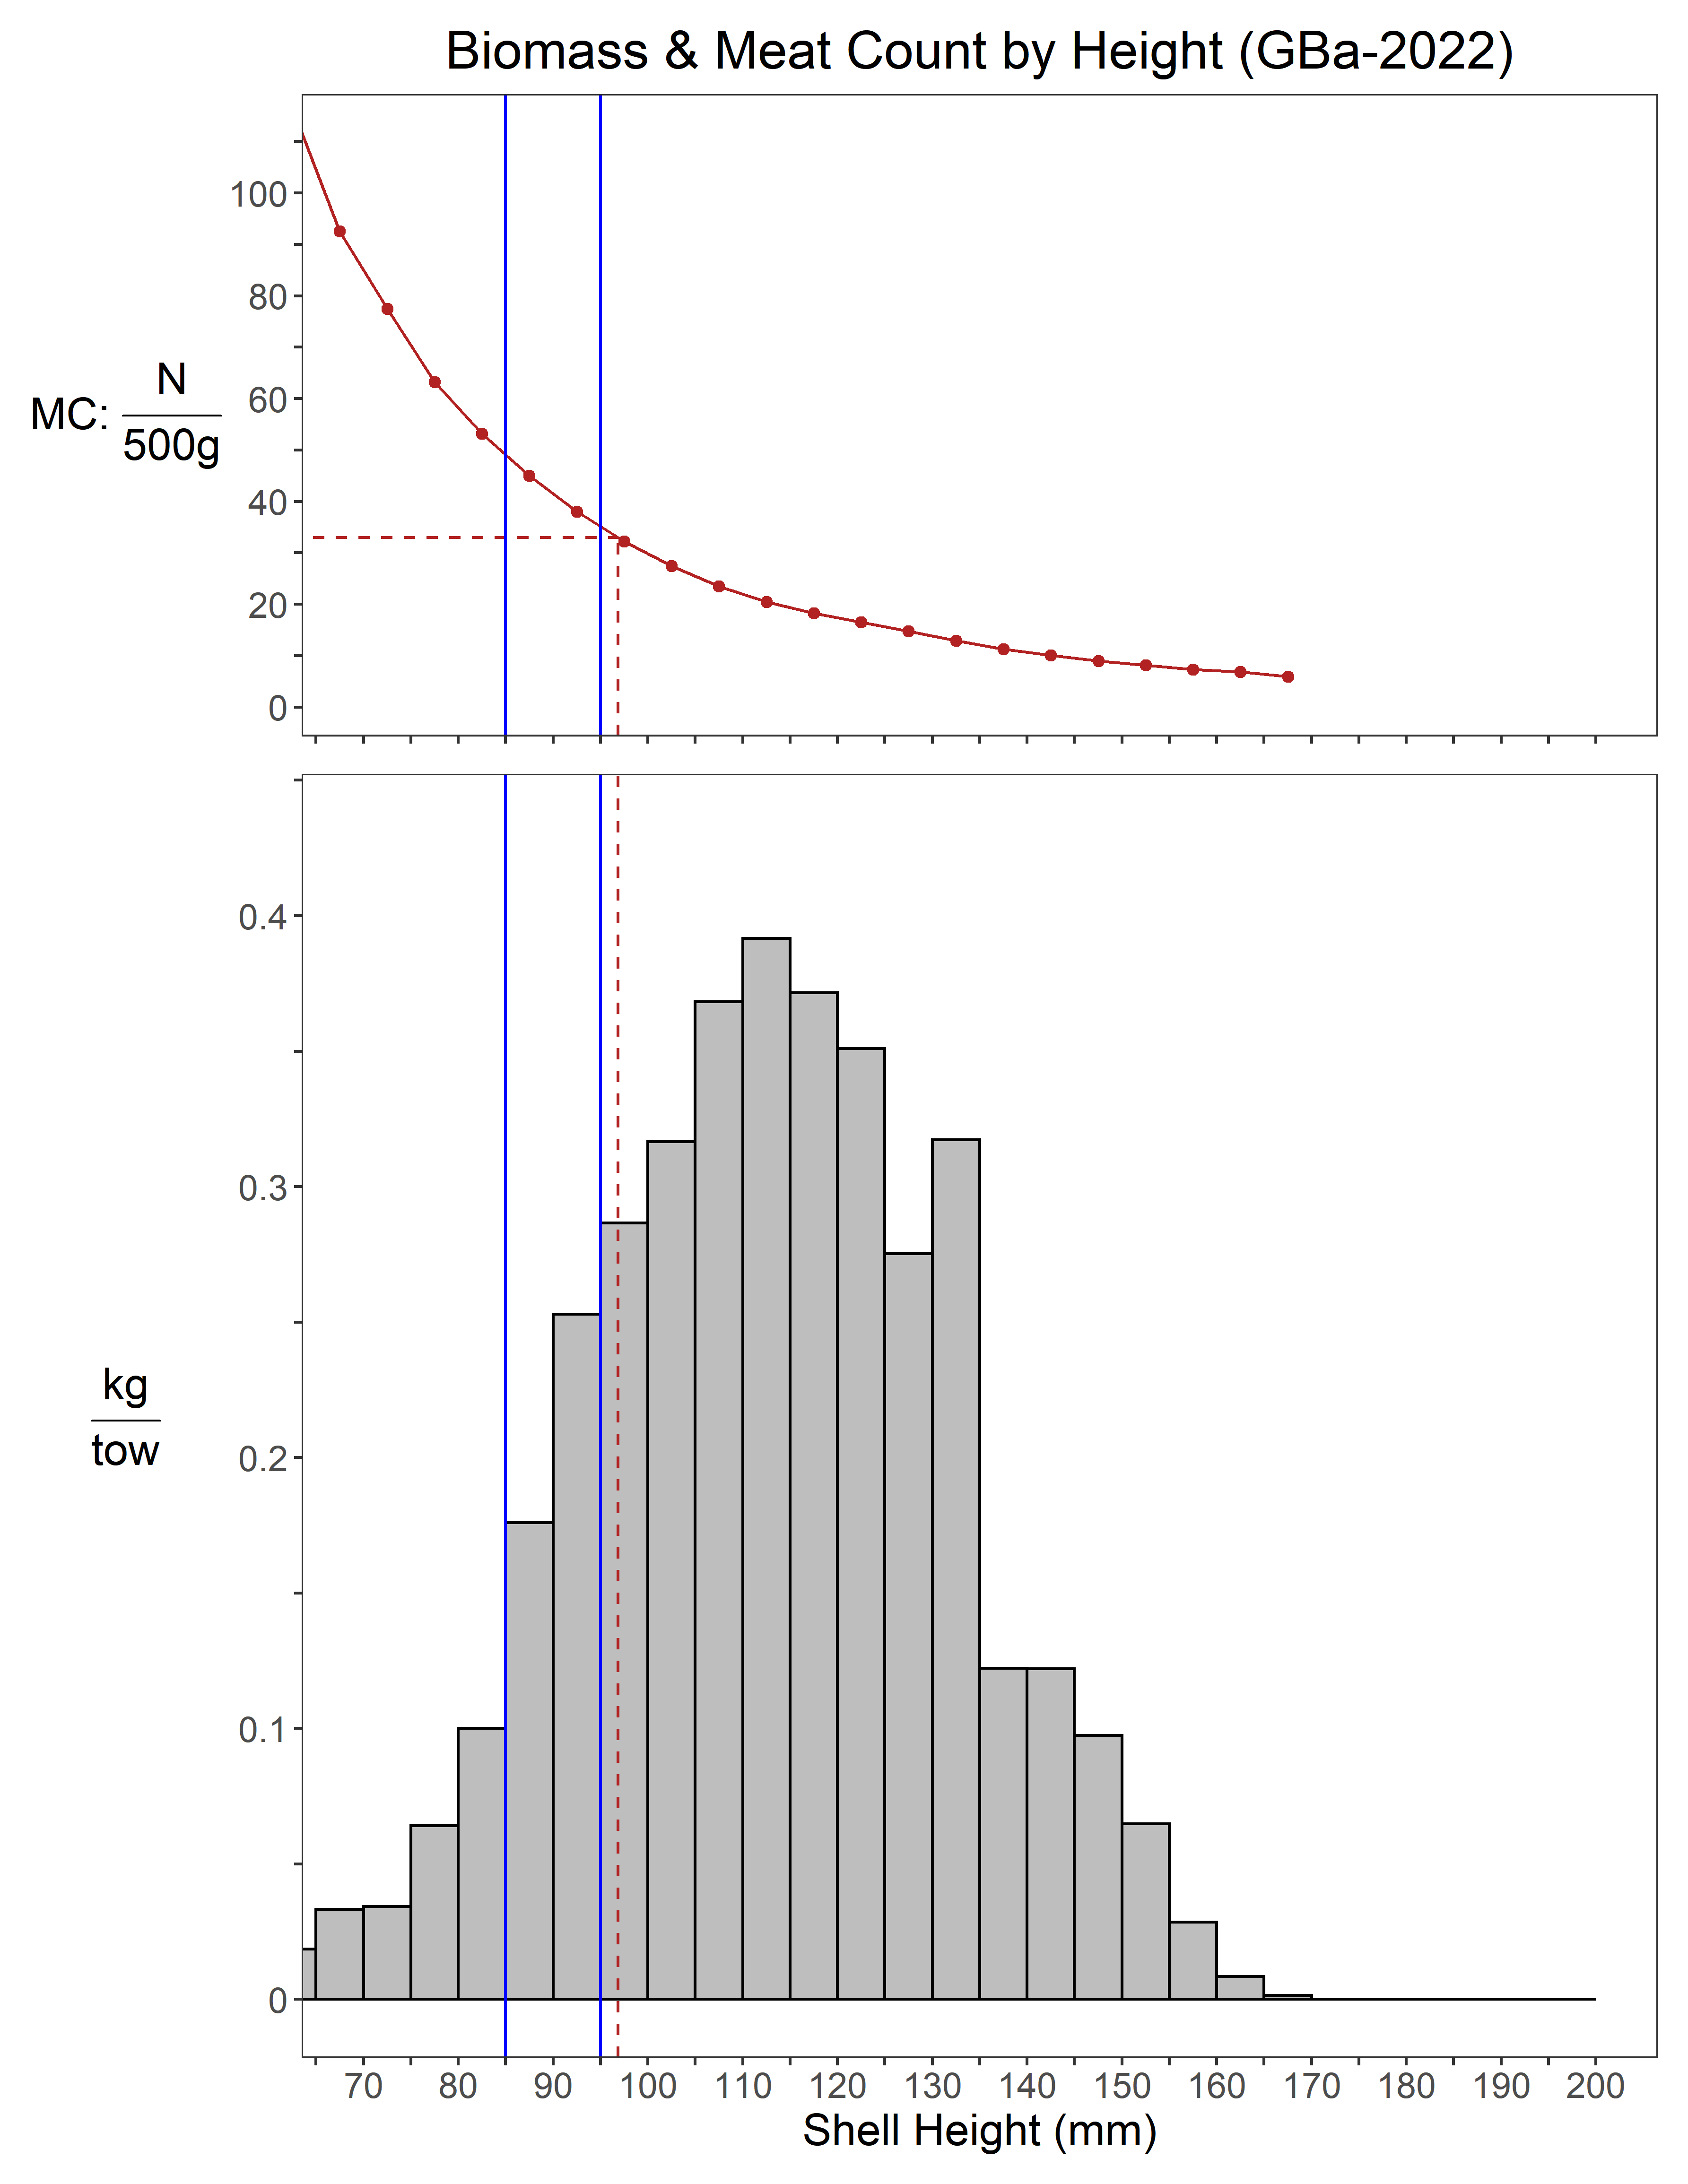 Biomass & Meat Count by Height (GBa-2022)
100
80
60
40
20
0
MC: N
500g
0.4
0.3
0.2
0.1
0
kg
tow
70 80 90 100 110 120 130 140 150 160 170 180 190 200
Shell Height (mm)